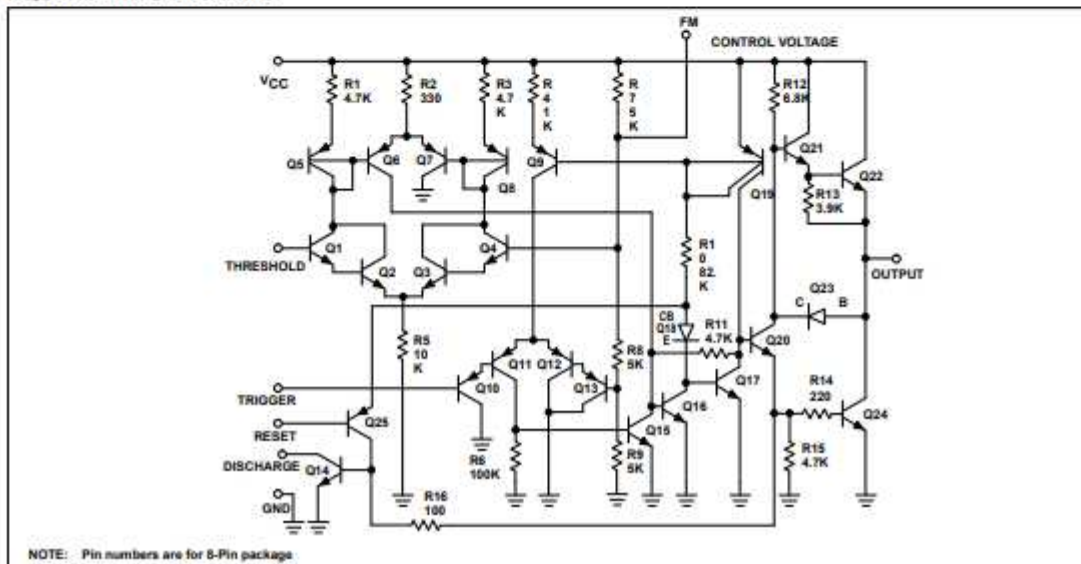 FM
CONTROL VOLTAGE
VCC
R1
4.7K
R2
330
R3
4.7
K
R
4
1
K
R
7
5
K
R12
6.8K
Q21
Q22
Q5
Q6
Q7
Q8
Q9
Q19
R13
3.9K
THRESHOLD
Q1
Q2
Q3
Q4
R1
0
82.
K
OUTPUT
Q23
C
B
CB
Q18
E
R11
4.7K
Q20
R5
10
K
Q11
Q12
R8
5K
Q10
Q13
Q17
TRIGGER
Q25
Q16
R14
220
Q24
RESET
Q15
DISCHARGE
Q14
R6
100K
R9
5K
R15
4.7K
GND
R16
100
NOTE: Pin numbers are for 8-Pin package